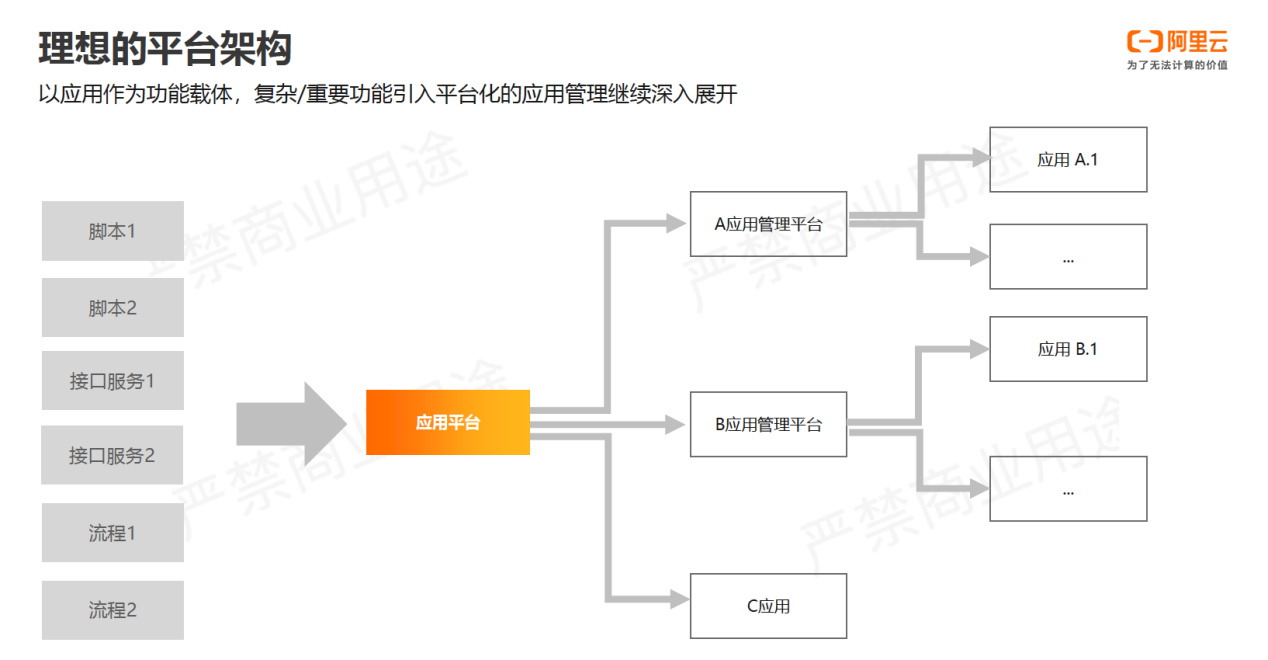 理想的平台架构
阿里云
为了无法计算的价值
以应用作为功能载体，复杂/重要功能引入平台化的应用管理继续深入展开
脚本1
脚本2
接口服务1
接口服务2
流程1
流程2
应用平台
A应用管理平台
B应用管理平台
C应用
应用 A.1
...
应用 B.1
...
严禁商业用途
严禁商业用途
严禁商业用途
严禁商业用途